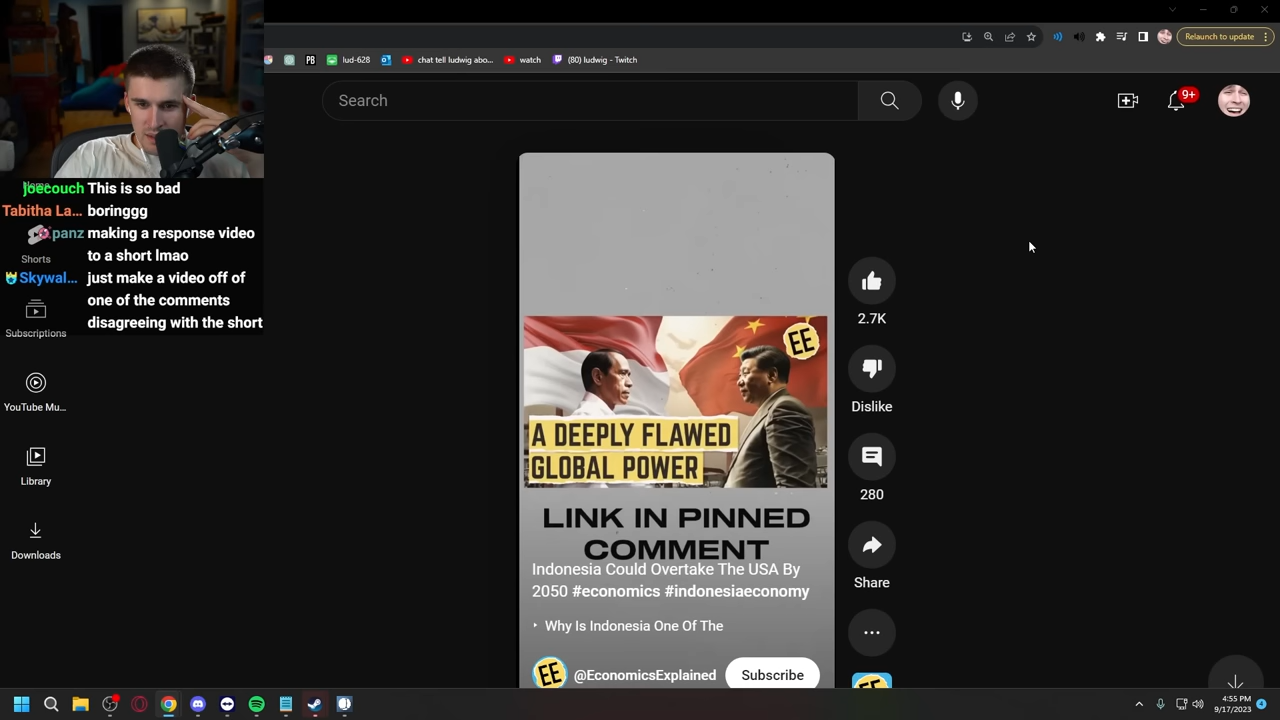 Relaunch to update
PB
lud-628
chat tell ludwig abo...
watch
(80) ludwig - Twitch
Search
9+
joecouch This is so bad
Tabitha La... boringgg
panz making a response video
to a short lmao
Skywal... just make a video off of
one of the comments
disagreeing with the short
Shorts
Subscriptions
YouTube Mu...
Library
Downloads
EE
A DEEPLY FLAWED
GLOBAL POWER
LINK IN PINNED
COMMENT
Indonesia Could Overtake The USA By
2050 #economics #indonesiaeconomy
Why Is Indonesia One Of The
EE
@EconomicsExplained
Subscribe
2.7K
Dislike
280
Share
EE
4:55 PM
9/17/2023
4